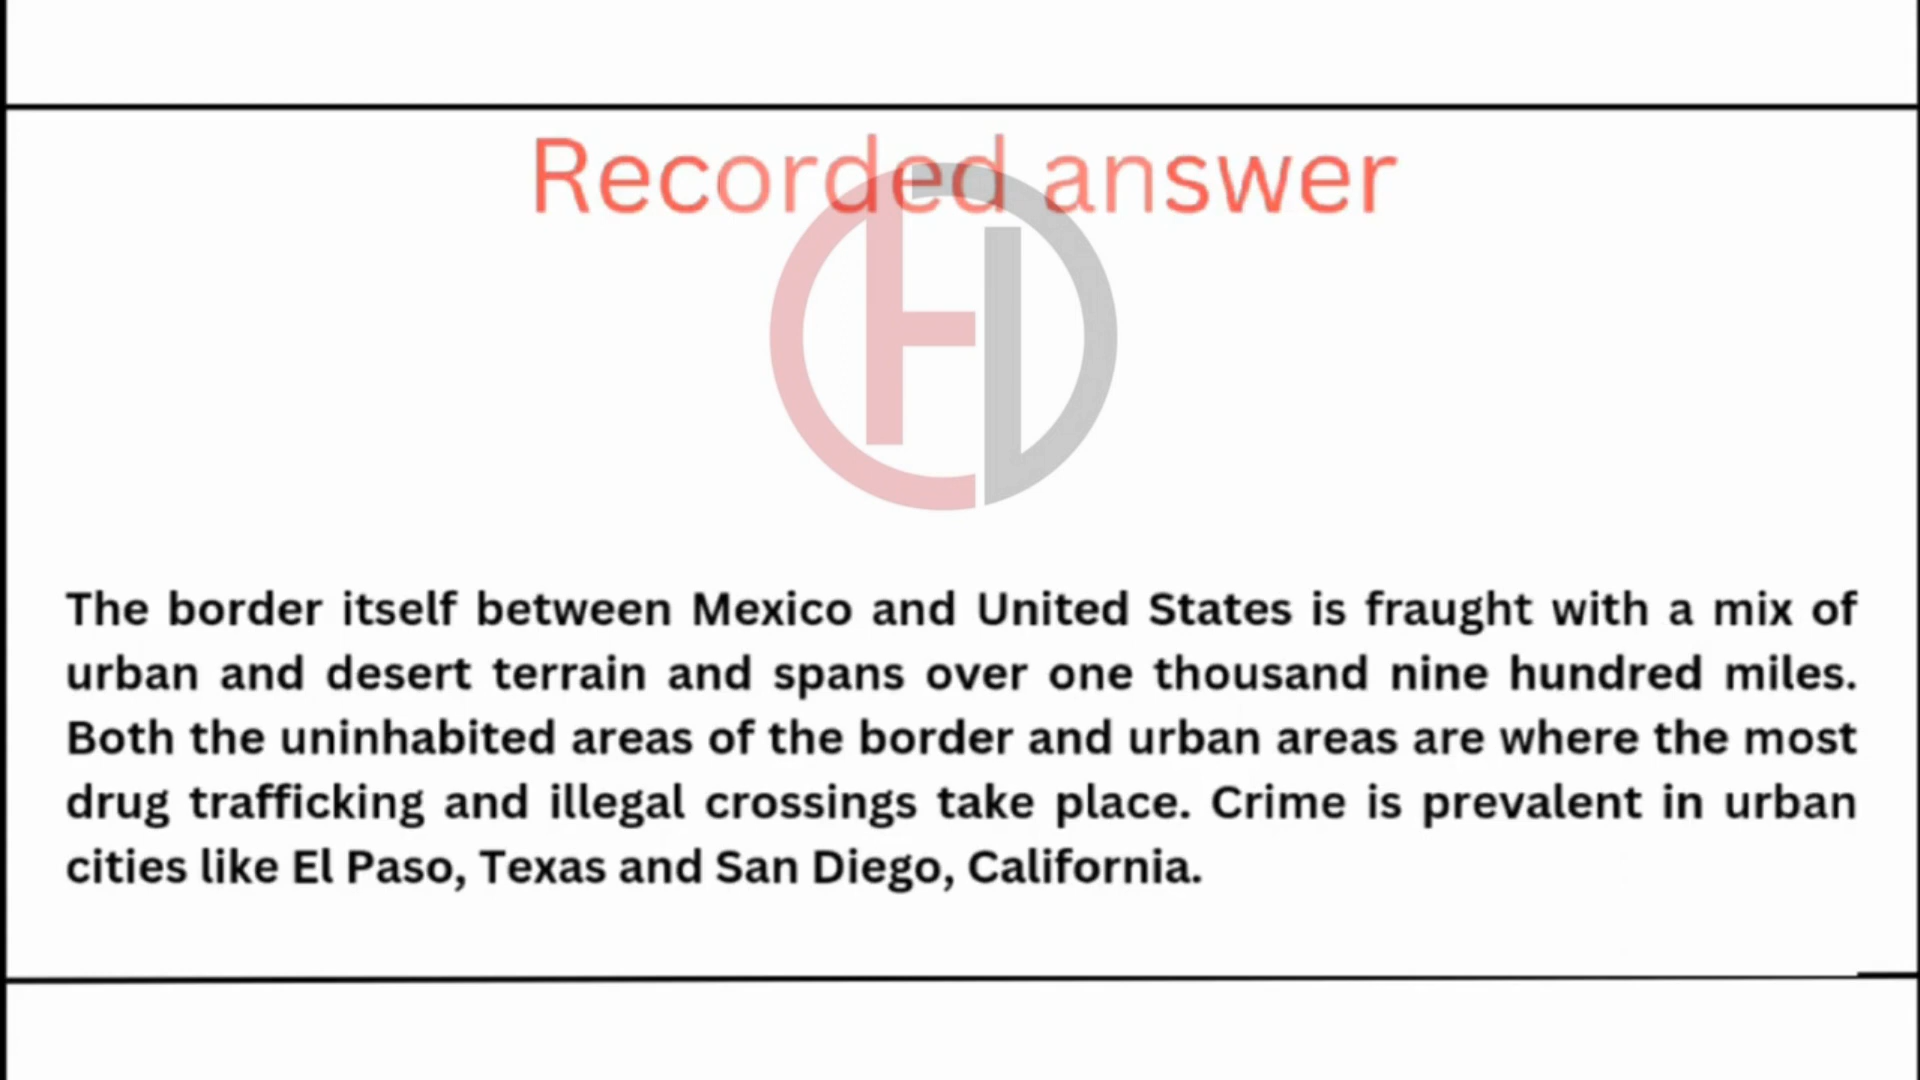 Recorded answer
The border itself between Mexico and United States is fraught with a mix of
urban and desert terrain and spans over one thousand nine hundred miles.
Both the uninhabited areas of the border and urban areas are where the most
drug trafficking and illegal crossings take place. Crime is prevalent in urban
cities like El Paso, Texas and San Diego, California.